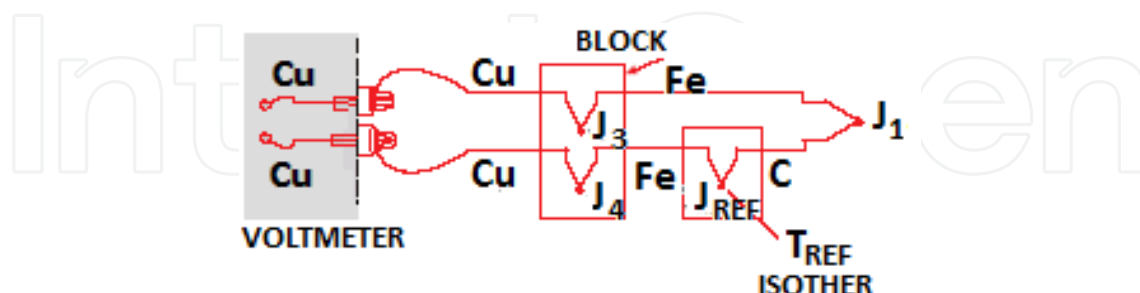 BLOCK
Cu
Cu
Fe
J3
J1
Cu
Cu
Fe
C
J4
JREF
VOLTMETER
TREF
ISOTHER